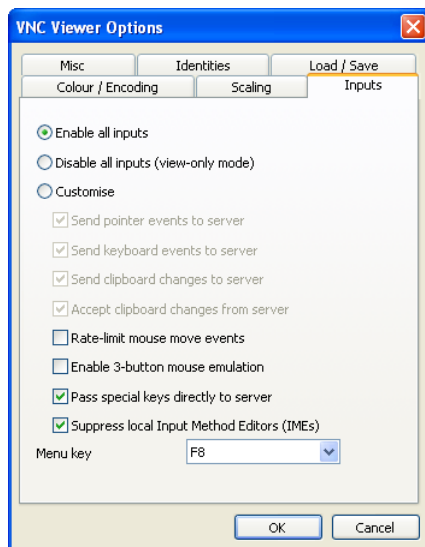 VNC Viewer Options
Misc Identities Load / Save
Colour / Encoding Scaling Inputs
Enable all inputs
Disable all inputs (view-only mode)
Customise
Send pointer events to server
Send keyboard events to server
Send clipboard changes to server
Accept clipboard changes from server
Rate-limit mouse move events
Enable 3-button mouse emulation
Pass special keys directly to server
Suppress local Input Method Editors (IMEs)
Menu key F8
OK Cancel